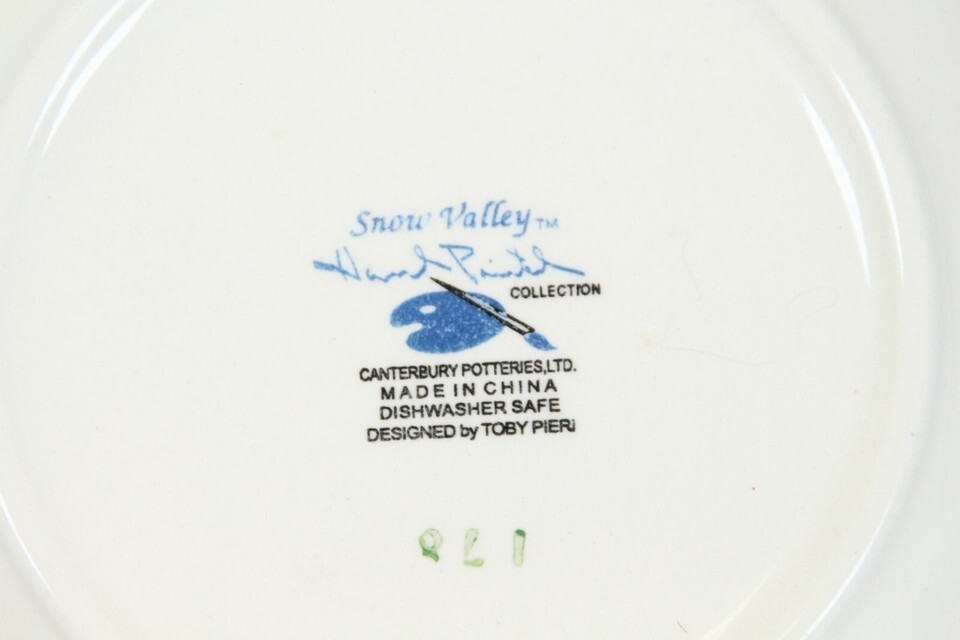 Snow Valley™
Hand Painted
COLLECTION
CANTERBURY POTTERIES,LTD.
MADE IN CHINA
DISHWASHER SAFE
DESIGNED by TOBY PIERi